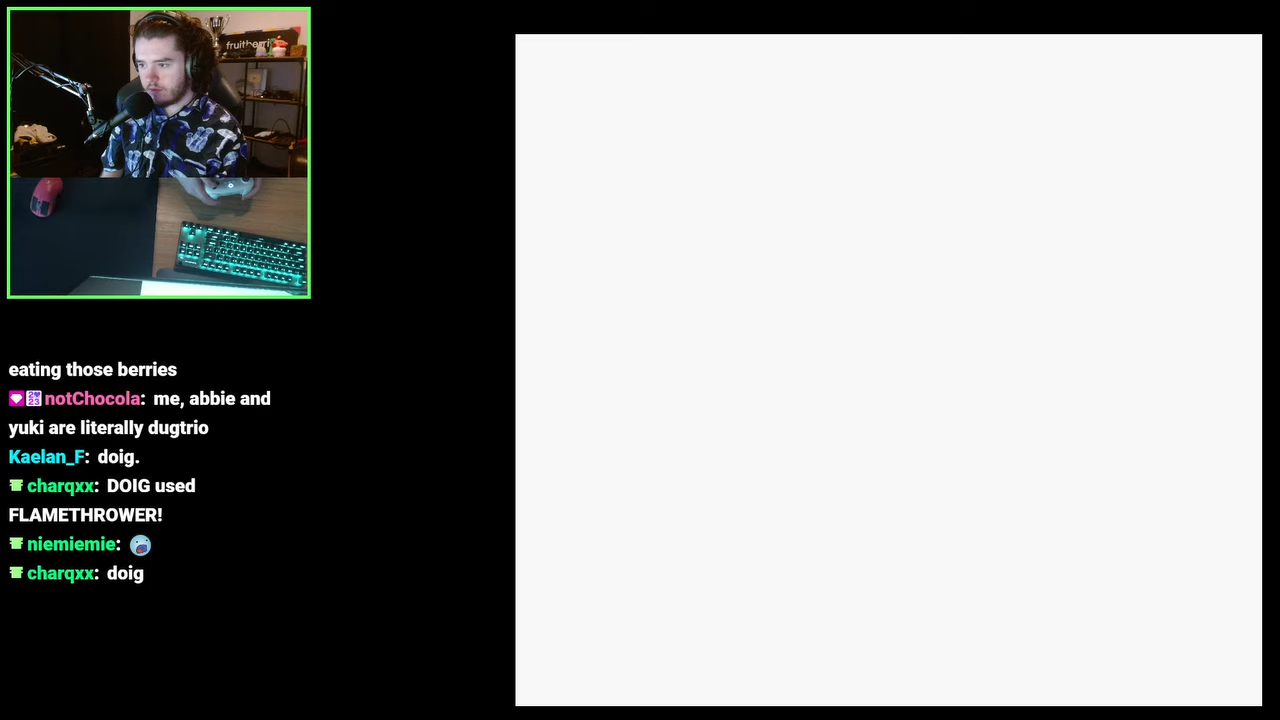 fruitberri
eating those berries
notChocola: me, abbie and
yuki are literally dugtrio
Kaelan_F: doig.
charqxx: DOIG used
FLAMETHROWER!
niemiemie:
charqxx: doig